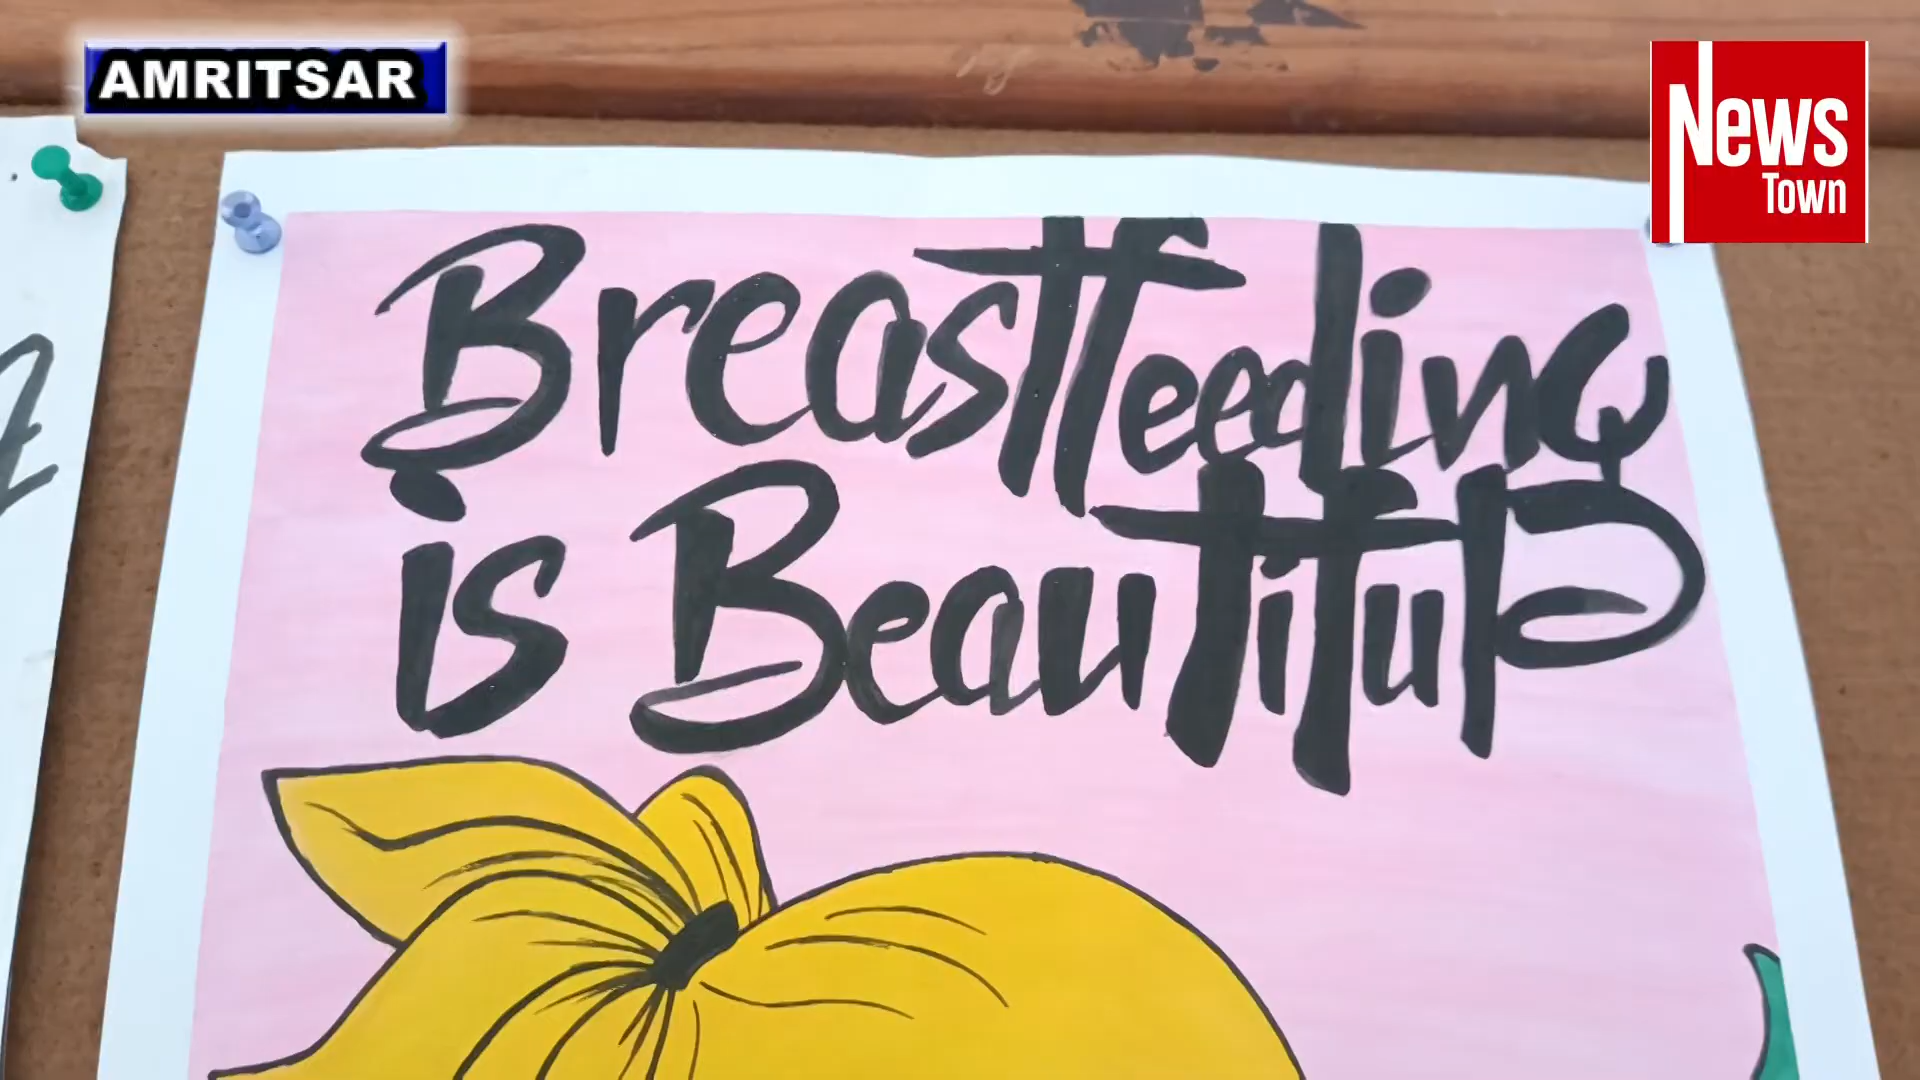 AMRITSAR
News
Town
Breastfeeding
is Beautiful